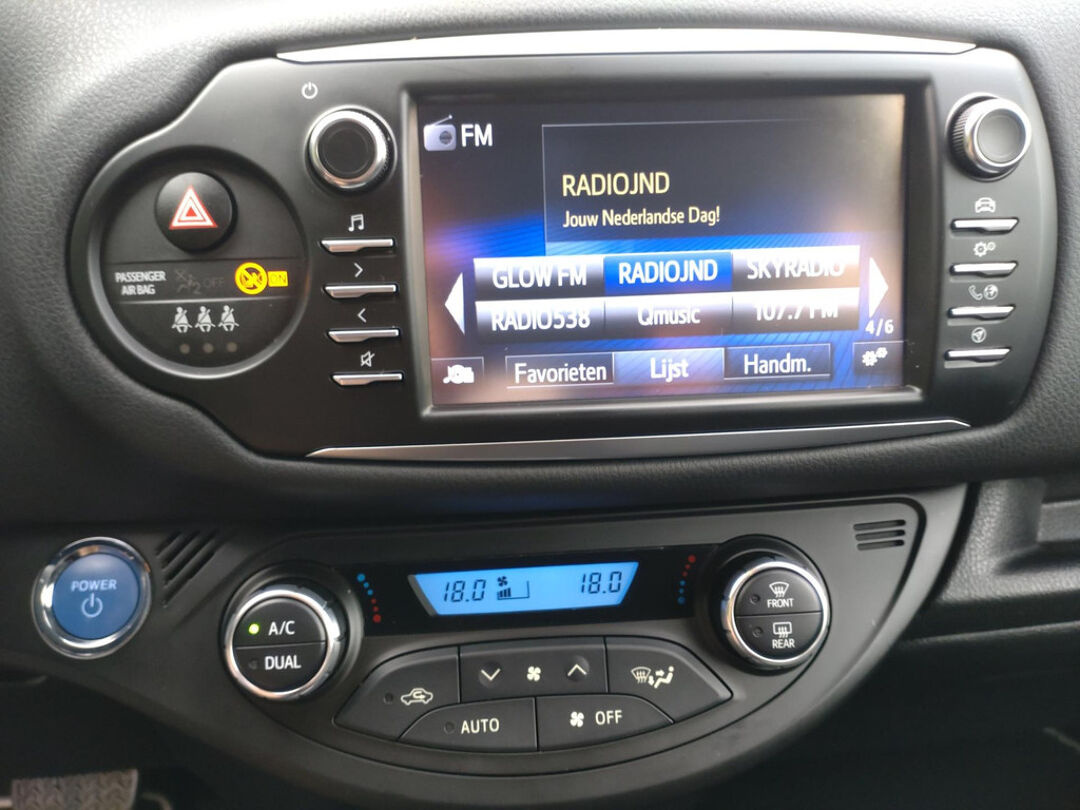 FM
RADIOJND
Jouw Nederlandse Dag!
GLOW FM RADIOJND SKYRADIO
RADIO538 Qmusic 107.7 FM
4/6
Favorieten Lijst Handm.
PASSENGER
AIR BAG
OFF
ON
POWER
A/C
DUAL
18.0 18.0
FRONT
REAR
AUTO
OFF